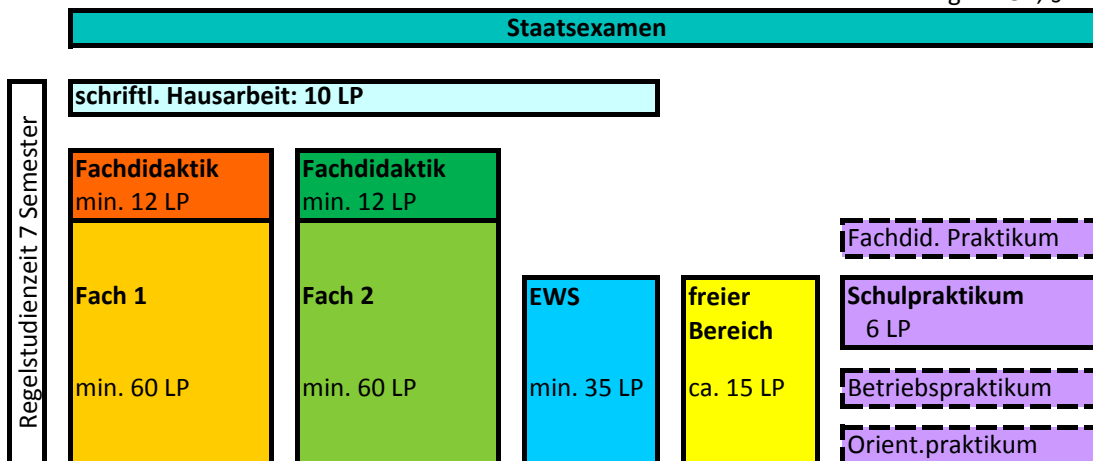 Staatsexamen
schriftl. Hausarbeit: 10 LP
Regelstudienzeit 7 Semester
Fachdidaktik
min. 12 LP
Fach 1
min. 60 LP
Fachdidaktik
min. 12 LP
Fach 2
min. 60 LP
EWS
min. 35 LP
freier
Bereich
ca. 15 LP
Fachdid. Praktikum
Schulpraktikum
6 LP
Betriebspraktikum
Orient.praktikum